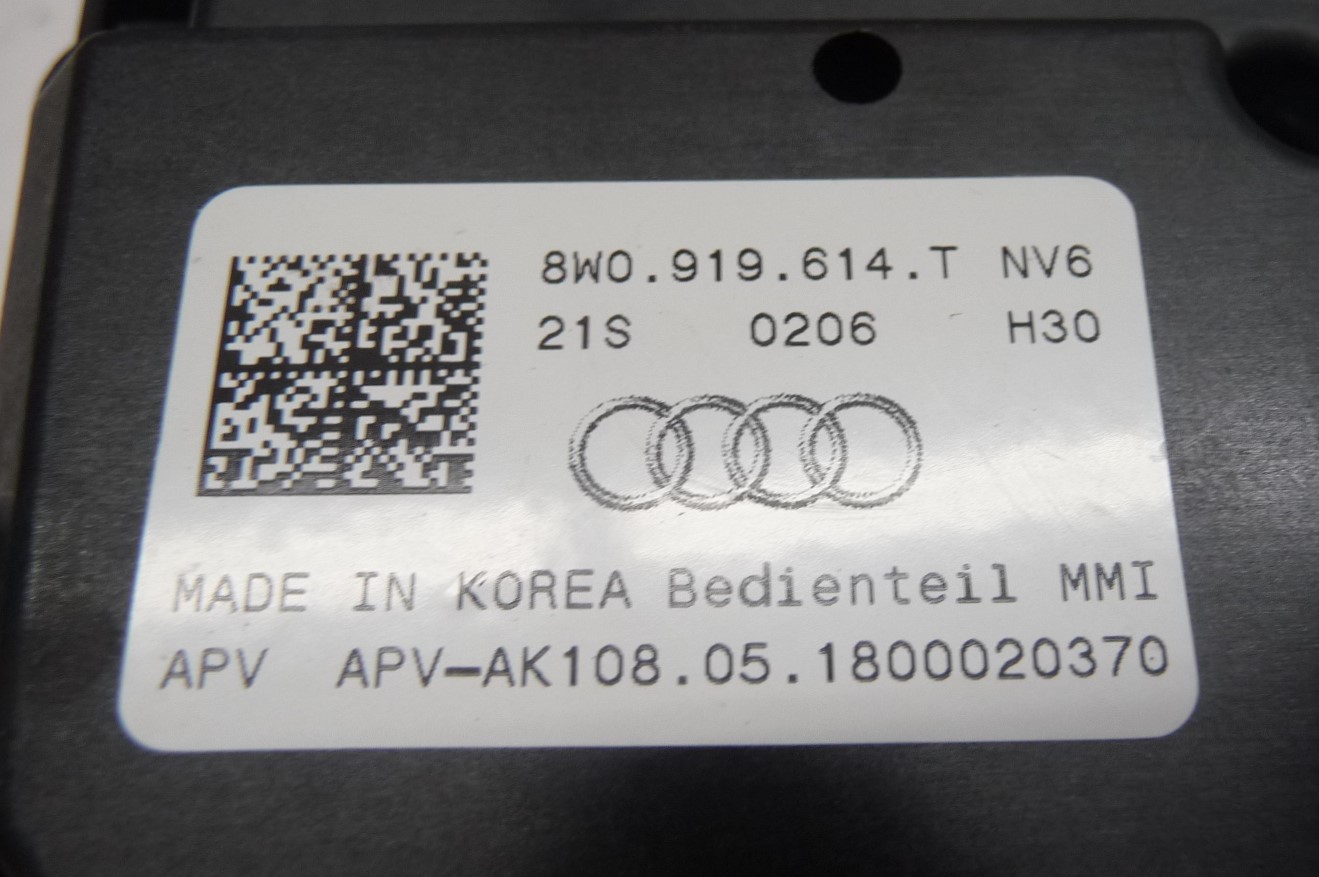 8W0.919.614.T NV6
21S 0206 H30
MADE IN KOREA Bedienteil MMI
APV APV-AK108.05.1800020370